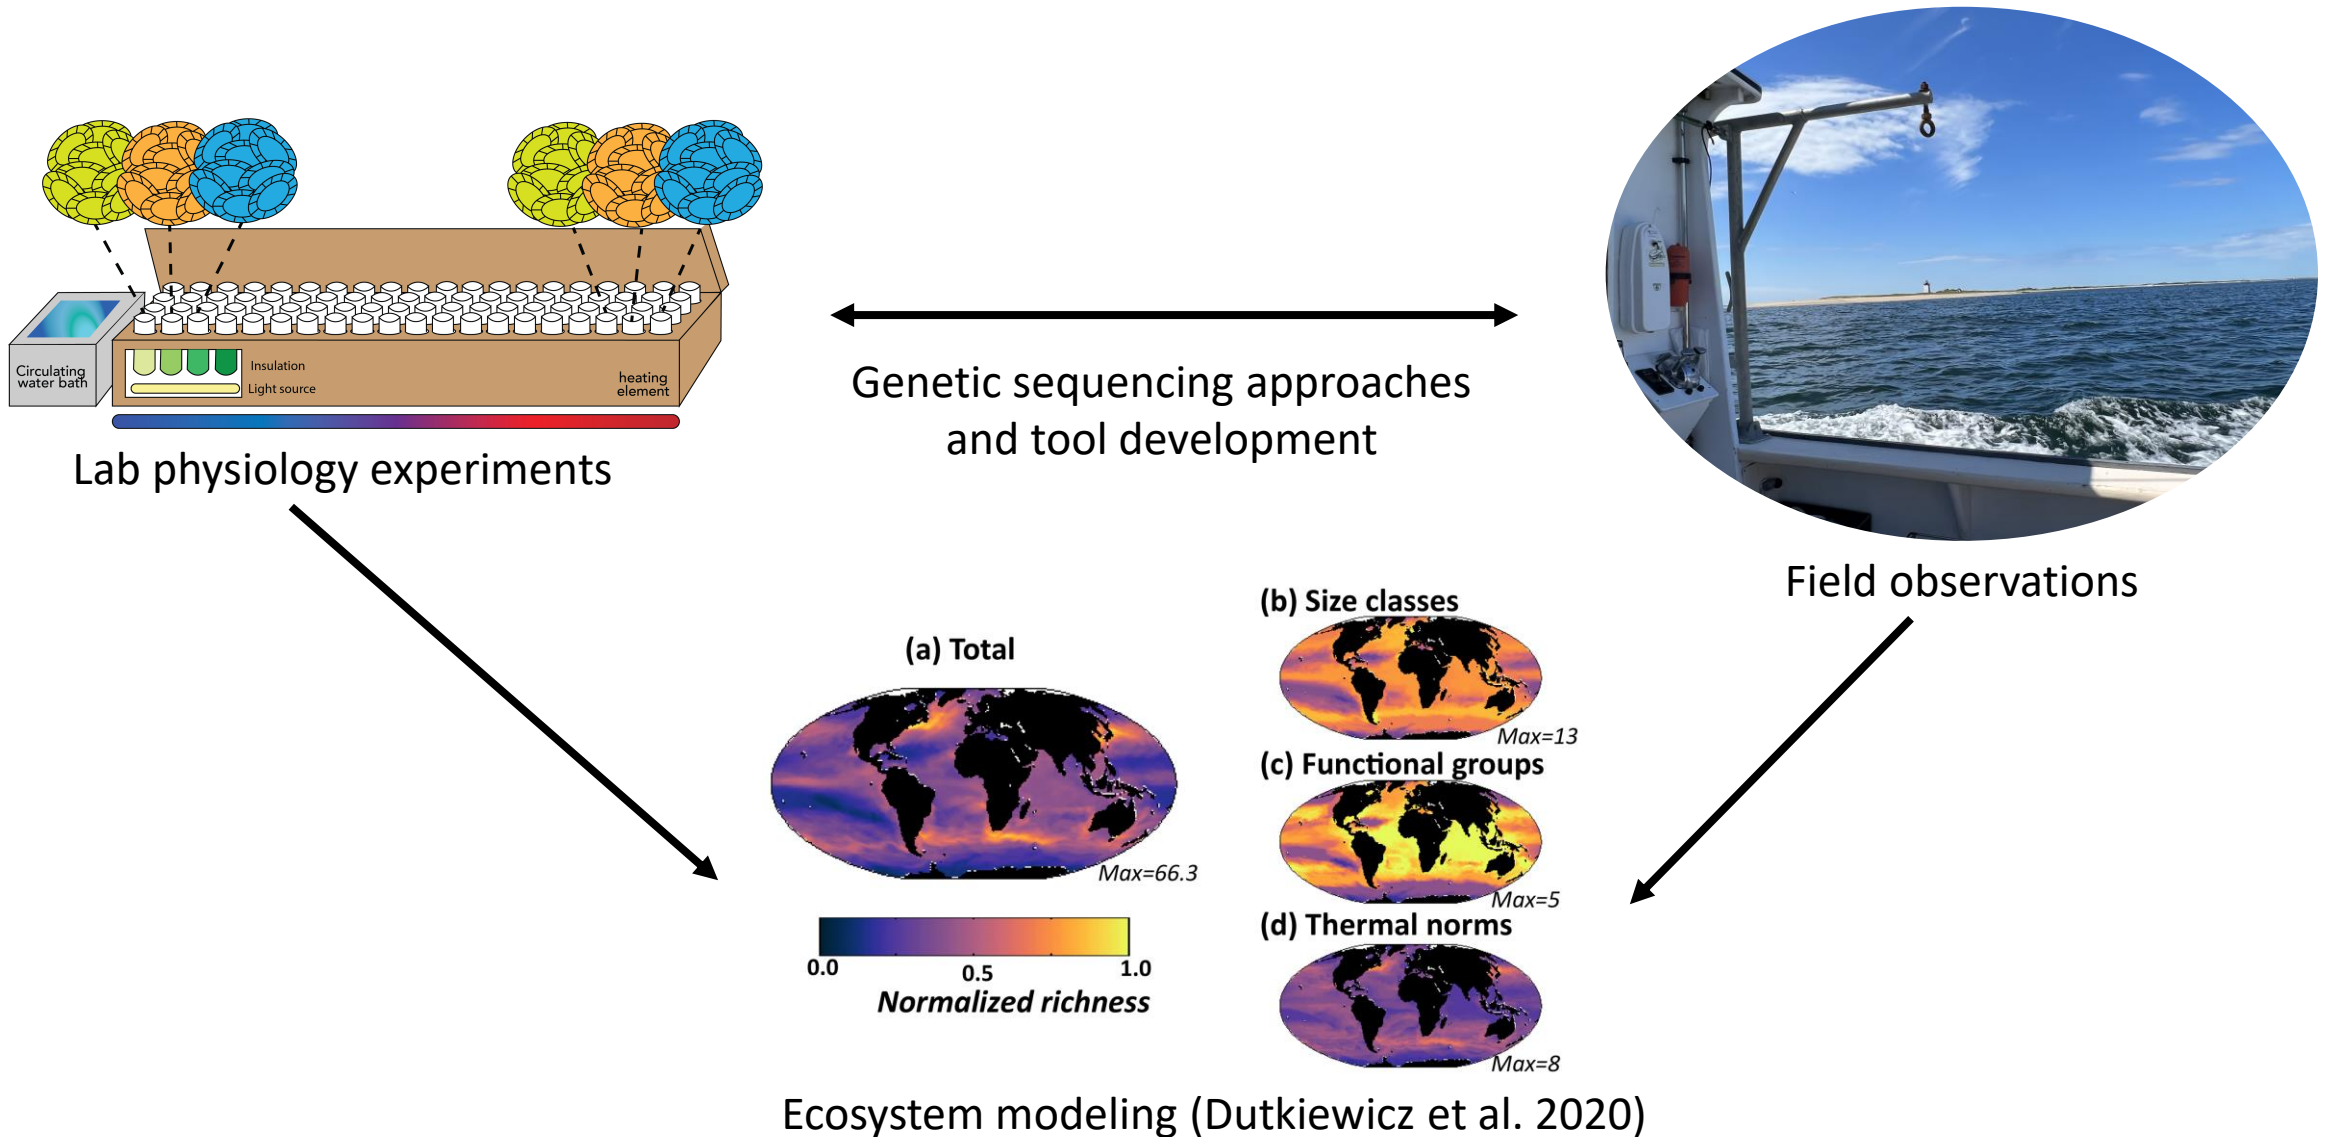 Circulating
water bath
Insulation
Light source
heating
element
Lab physiology experiments
Genetic sequencing approaches
and tool development
Field observations
(a) Total
Max=66.3
0.0
0.5
1.0
Normalized richness
(b) Size classes
Max=13
(c) Functional groups
Max=5
(d) Thermal norms
Max=8
Ecosystem modeling (Dutkiewicz et al. 2020)